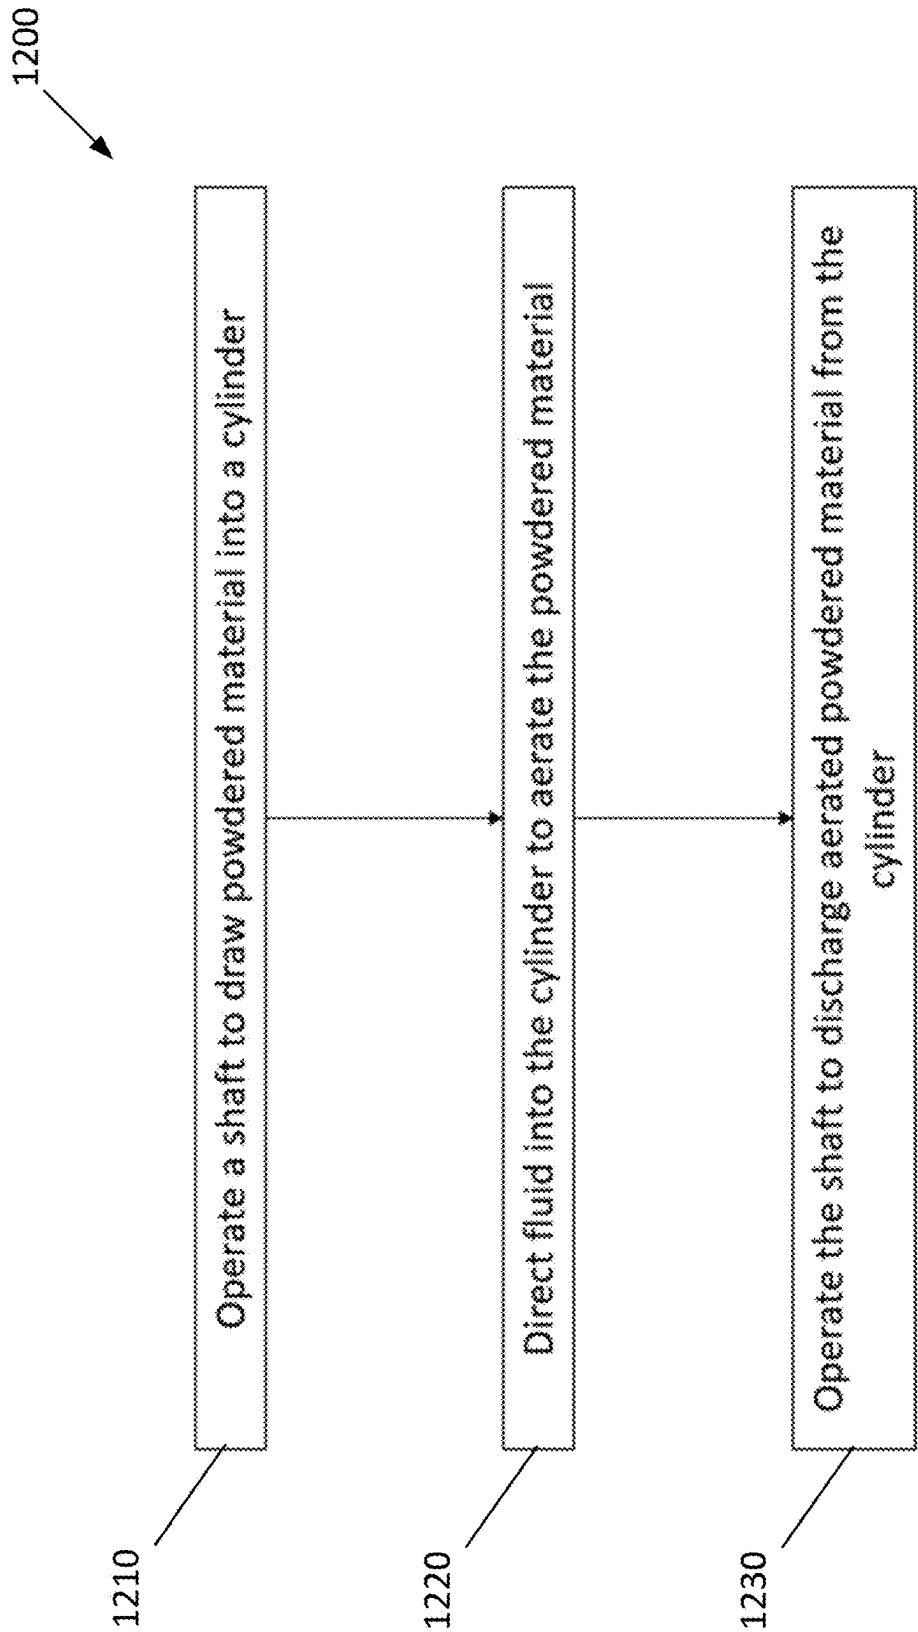 1200
1210
Operate a shaft to draw powdered material into a cylinder
1220
Direct fluid into the cylinder to aerate the powdered material
1230
Operate the shaft to discharge aerated powdered material from the
cylinder